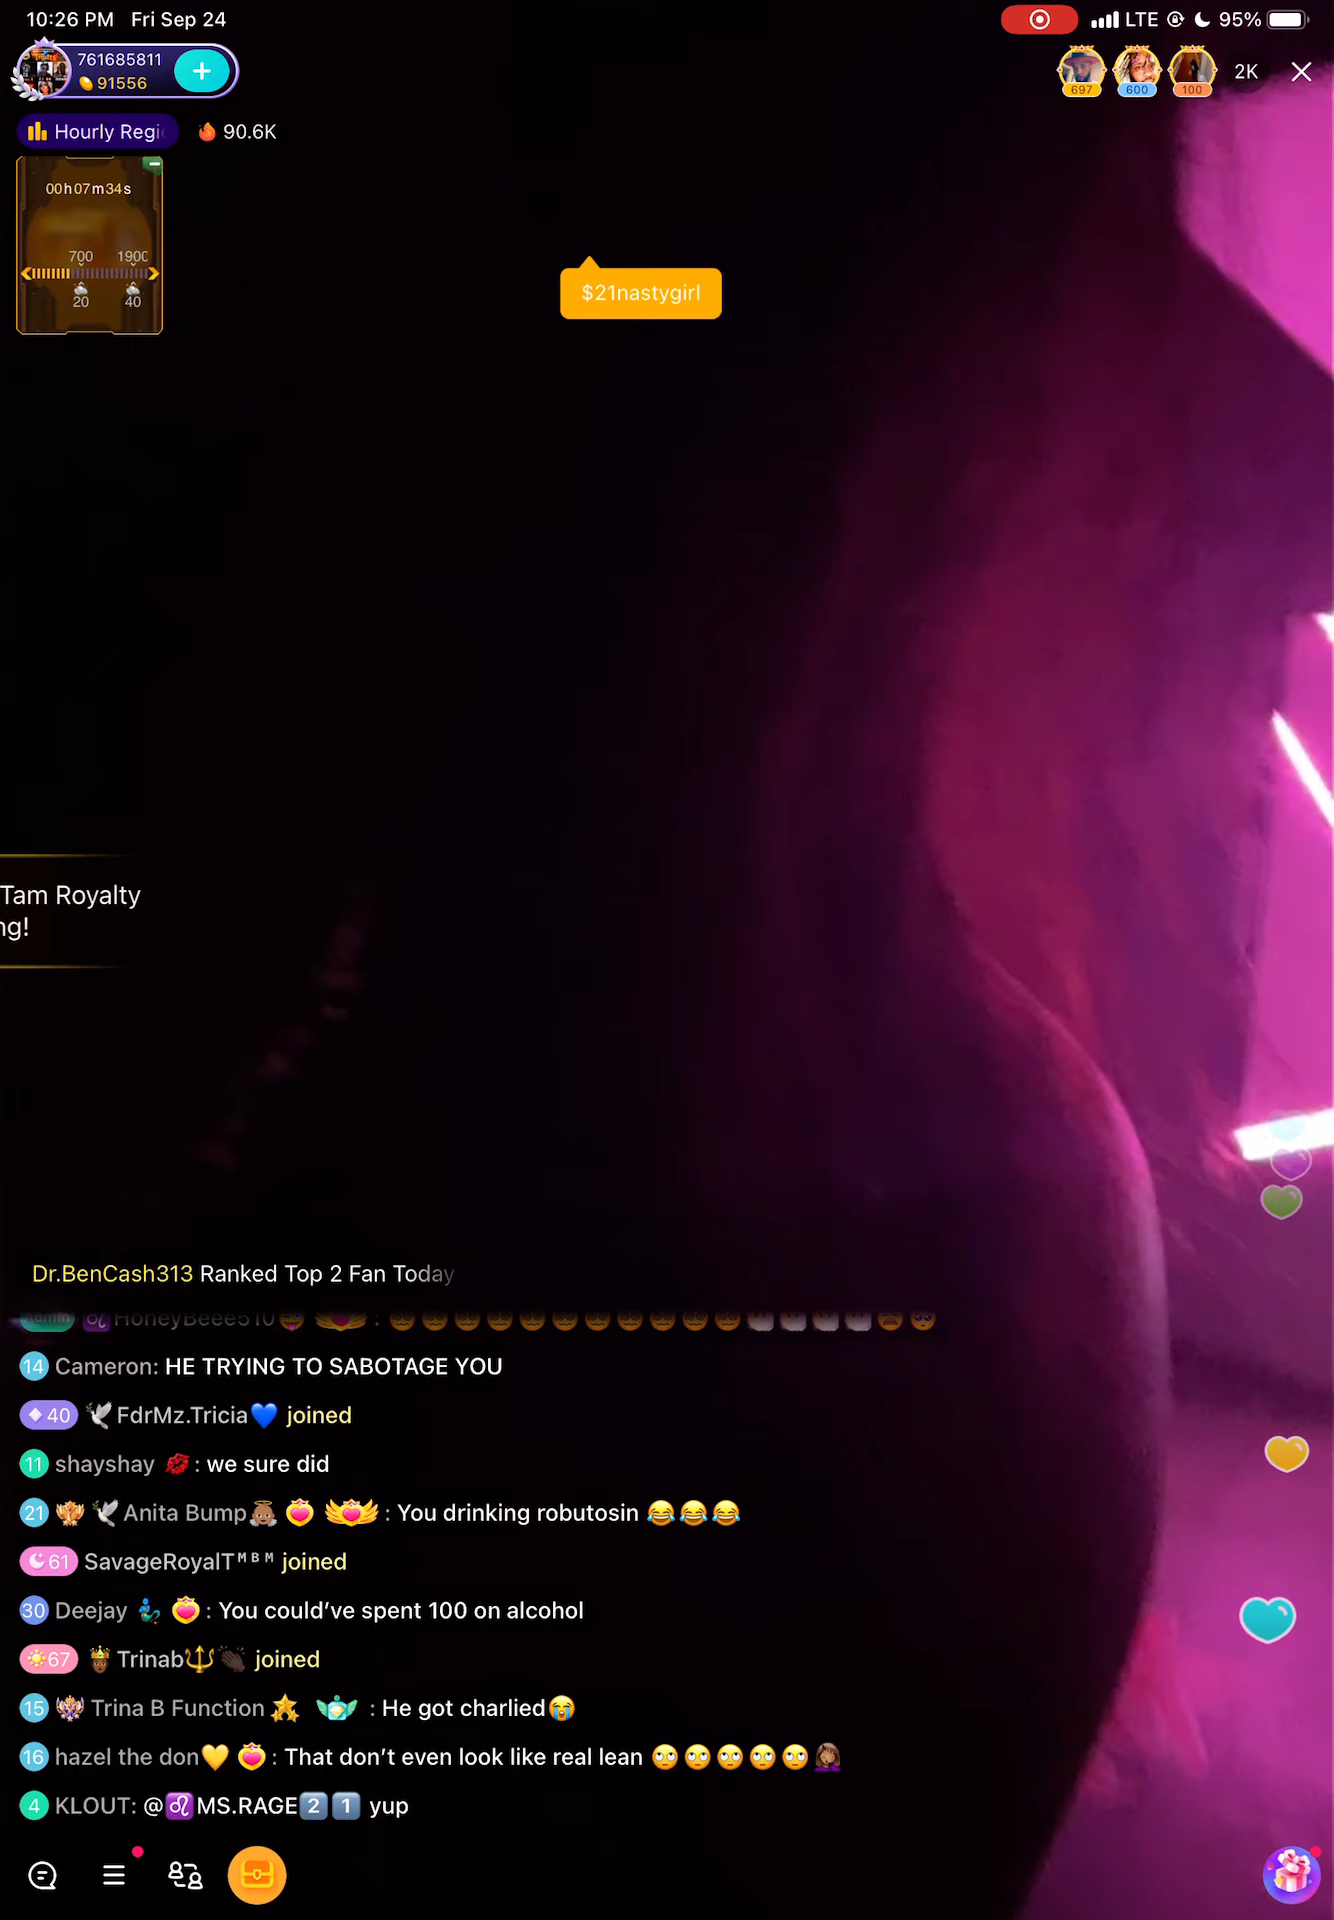 10:26 PM Fri Sep 24
LTE 95%
761685811
91556
697 600 100 2K
Hourly Regi
90.6K
00h07m34s
700 1900
20 40
$21nastygirl
Tam Royalty
ng!
Dr.BenCash313 Ranked Top 2 Fan Today
Admin ♌ HoneyBeee510😜 : 
14 Cameron: HE TRYING TO SABOTAGE YOU
40 🕊FdrMz.Tricia💙 joined
11 shayshay 💋 : we sure did
21 🕊Anita Bump : You drinking robutosin 😂😂😂
61 SavageRoyalTᴹᴮᴹ joined
30 Deejay : You could've spent 100 on alcohol
67 Trinab🔱 joined
15 Trina B Function : He got charlied😭
16 hazel the don💛 : That don't even look like real lean 🙄🙄🙄🙄🙄
4 KLOUT: @♌MS.RAGE2️⃣1️⃣ yup